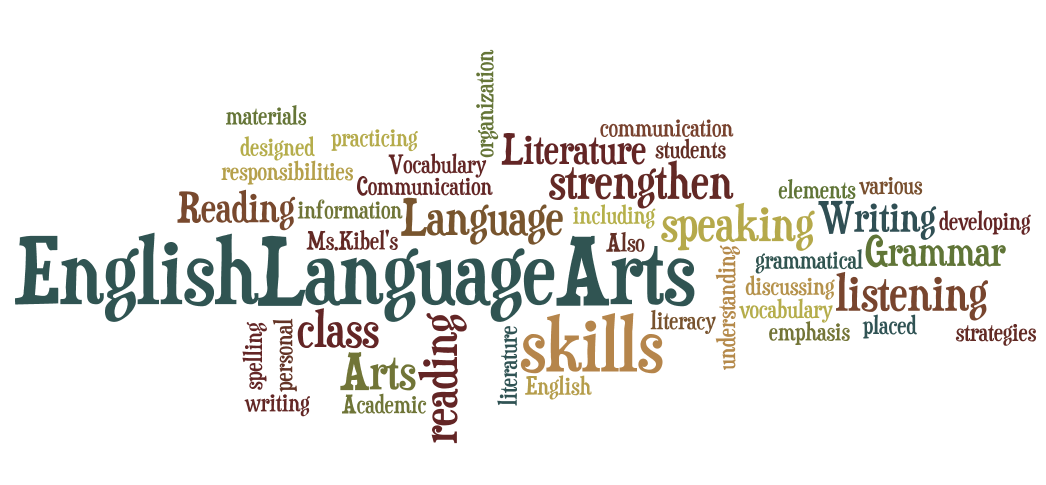 organization
materials
communication
designed
practicing
Literature
students
Vocabulary
responsibilities
Communication
strengthen
elements
various
Reading
information
Language
including
speaking
Writing
developing
Ms.Kibel's
Also
EnglishLanguageArts
understanding
grammatical
Grammar
discussing
listening
vocabulary
literacy
emphasis
placed
strategies
spelling
personal
class
reading
literature
skills
Arts
English
writing
Academic